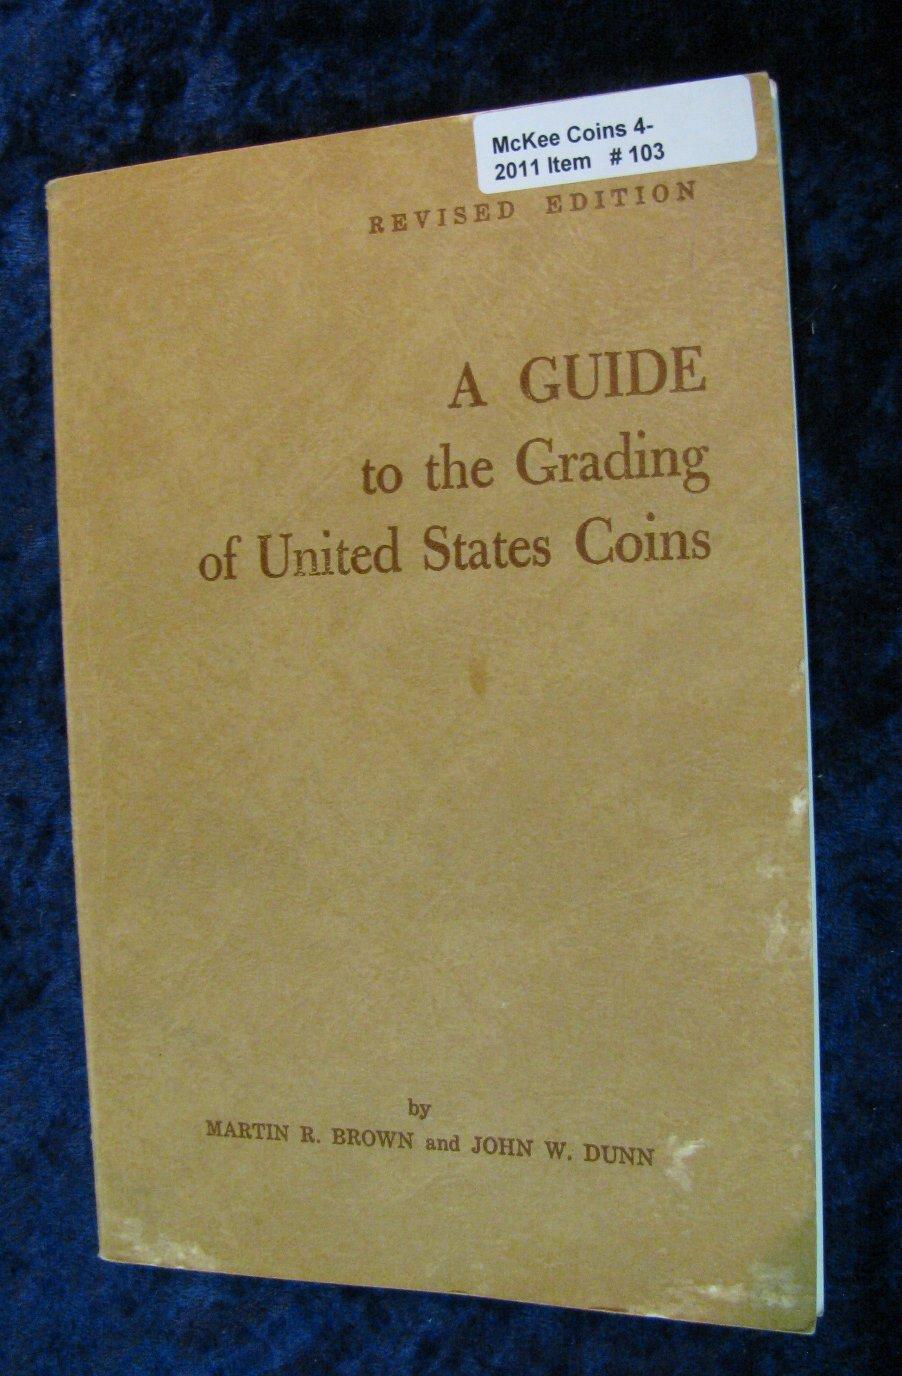 McKee Coins 4-
2011 Item # 103
REVISED EDITION
A GUIDE
to the Grading
of United States Coins
by
MARTIN R. BROWN and JOHN W. DUNN